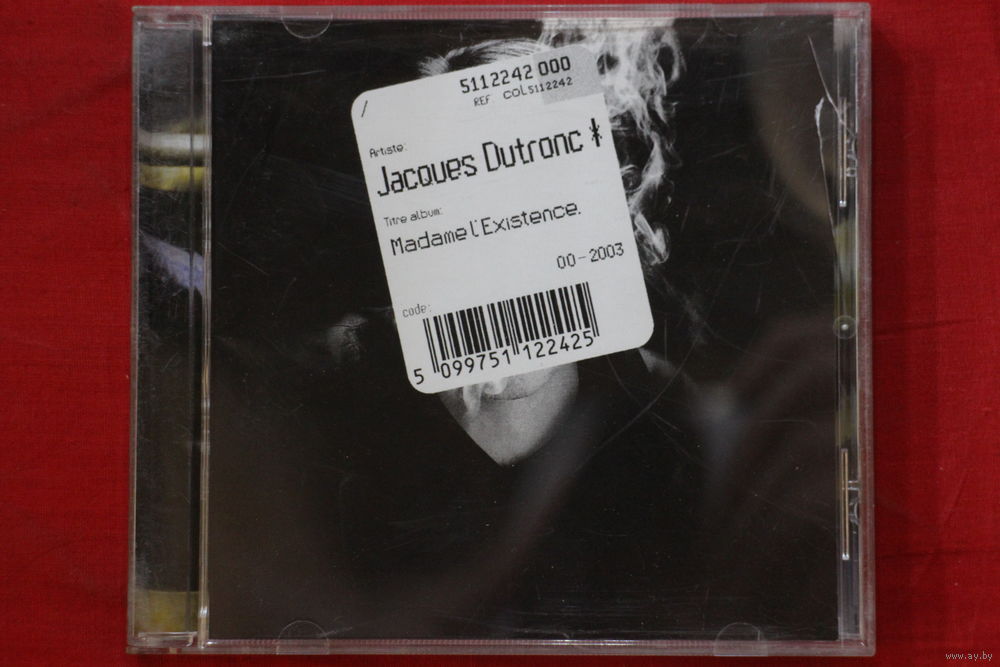 5112242 000
REF COL5112242
Artiste:
Jacques Dutronc
Titre album:
Madame l'Existence.
00-2003
code:
5 099751 122425
www.ay.by